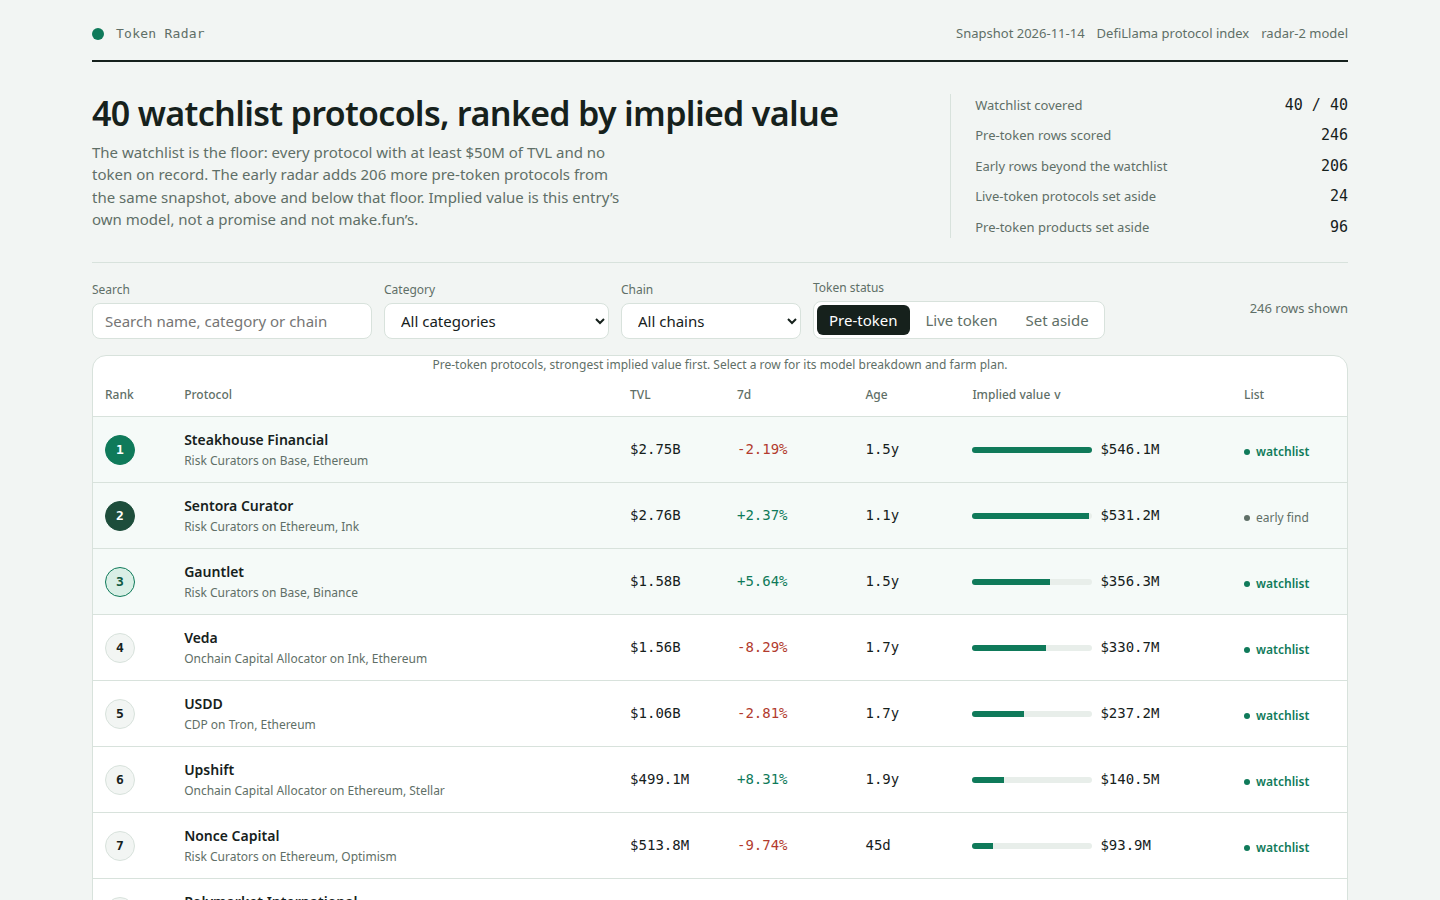 Token Radar
Snapshot 2026-11-14 DefiLlama protocol index radar-2 model
40 watchlist protocols, ranked by implied value
The watchlist is the floor: every protocol with at least $50M of TVL and no
token on record. The early radar adds 206 more pre-token protocols from
the same snapshot, above and below that floor. Implied value is this entry's
own model, not a promise and not make.fun's.
Watchlist covered 40 / 40
Pre-token rows scored 246
Early rows beyond the watchlist 206
Live-token protocols set aside 24
Pre-token products set aside 96
Search Category Chain Token status
Search name, category or chain All categories All chains Pre-token Live token Set aside 246 rows shown
Pre-token protocols, strongest implied value first. Select a row for its model breakdown and farm plan.
Rank Protocol TVL 7d Age Implied value v List
1 Steakhouse Financial $2.75B -2.19% 1.5y $546.1M watchlist
Risk Curators on Base, Ethereum
2 Sentora Curator $2.76B +2.37% 1.1y $531.2M early find
Risk Curators on Ethereum, Ink
3 Gauntlet $1.58B +5.64% 1.5y $356.3M watchlist
Risk Curators on Base, Binance
4 Veda $1.56B -8.29% 1.7y $330.7M watchlist
Onchain Capital Allocator on Ink, Ethereum
5 USDD $1.06B -2.81% 1.7y $237.2M watchlist
CDP on Tron, Ethereum
6 Upshift $499.1M +8.31% 1.9y $140.5M watchlist
Onchain Capital Allocator on Ethereum, Stellar
7 Nonce Capital $513.8M -9.74% 45d $93.9M watchlist
Risk Curators on Ethereum, Optimism